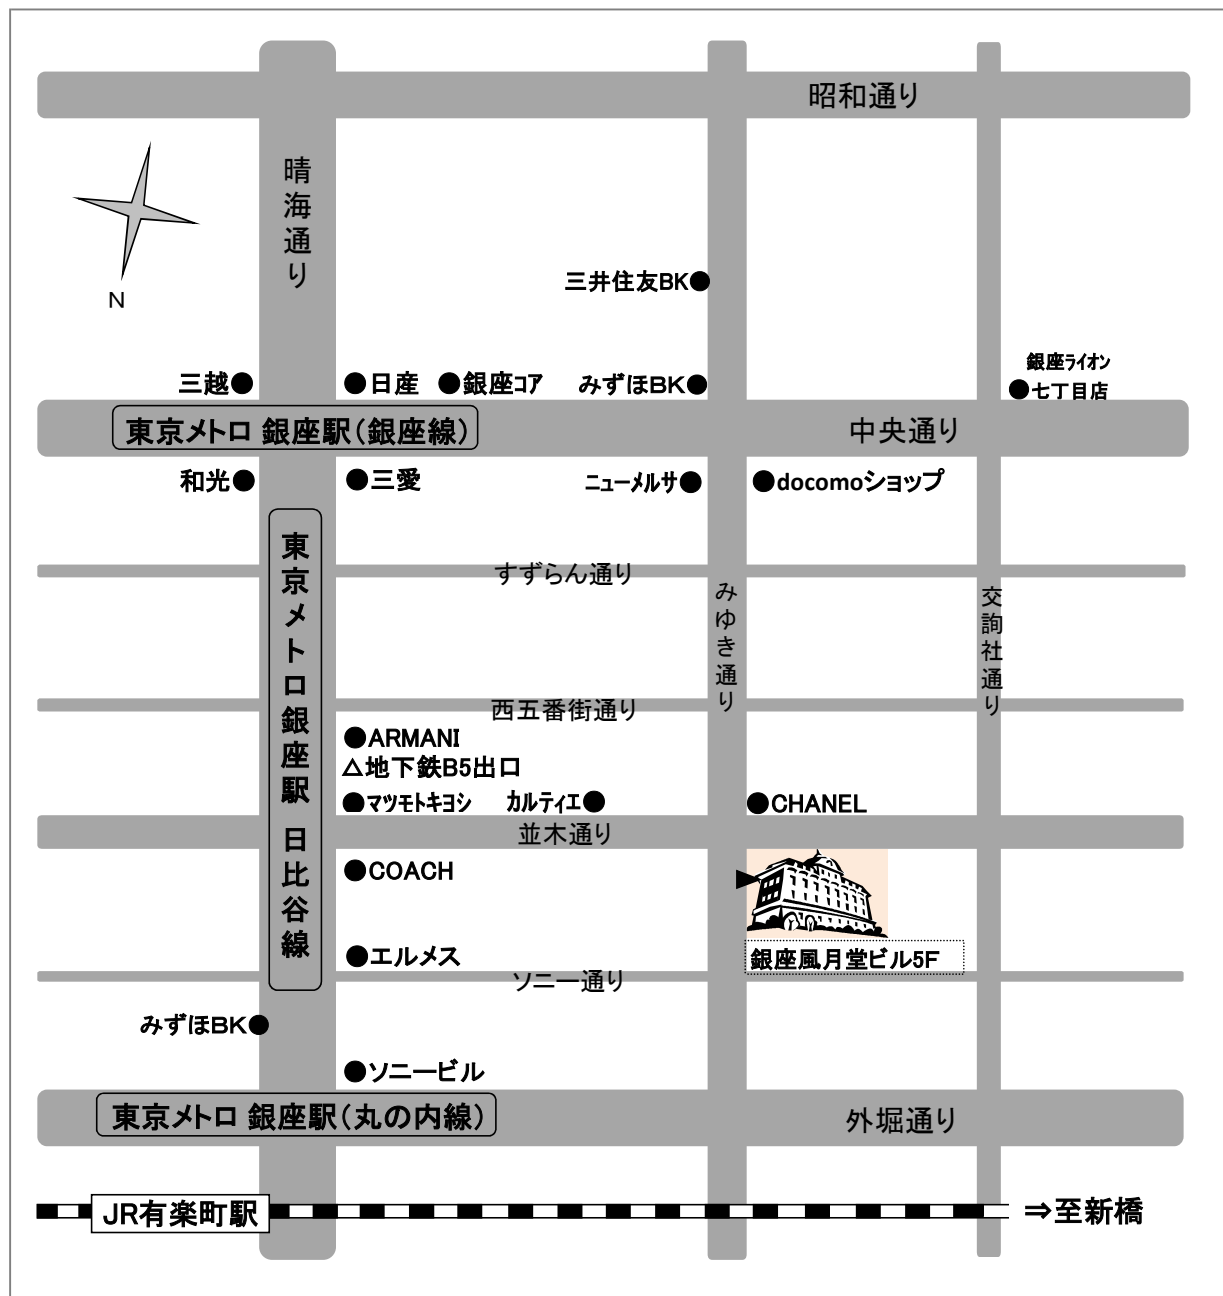 昭和通り
晴海通り
N
三井住友BK
銀座ライオン
七丁目店
三越
日産
銀座コア
みずほBK
東京メトロ 銀座駅(銀座線)
中央通り
和光
三愛
ニューメルサ
docomoショップ
東京メトロ銀座駅 日比谷線
すずらん通り
みゆき通り
交詢社通り
西五番街通り
ARMANI
△地下鉄B5出口
マツモトキヨシ
カルティエ
CHANEL
並木通り
COACH
エルメス
銀座風月堂ビル5F
ソニー通り
みずほBK
ソニービル
東京メトロ 銀座駅(丸の内線)
外堀通り
JR有楽町駅
⇒至新橋